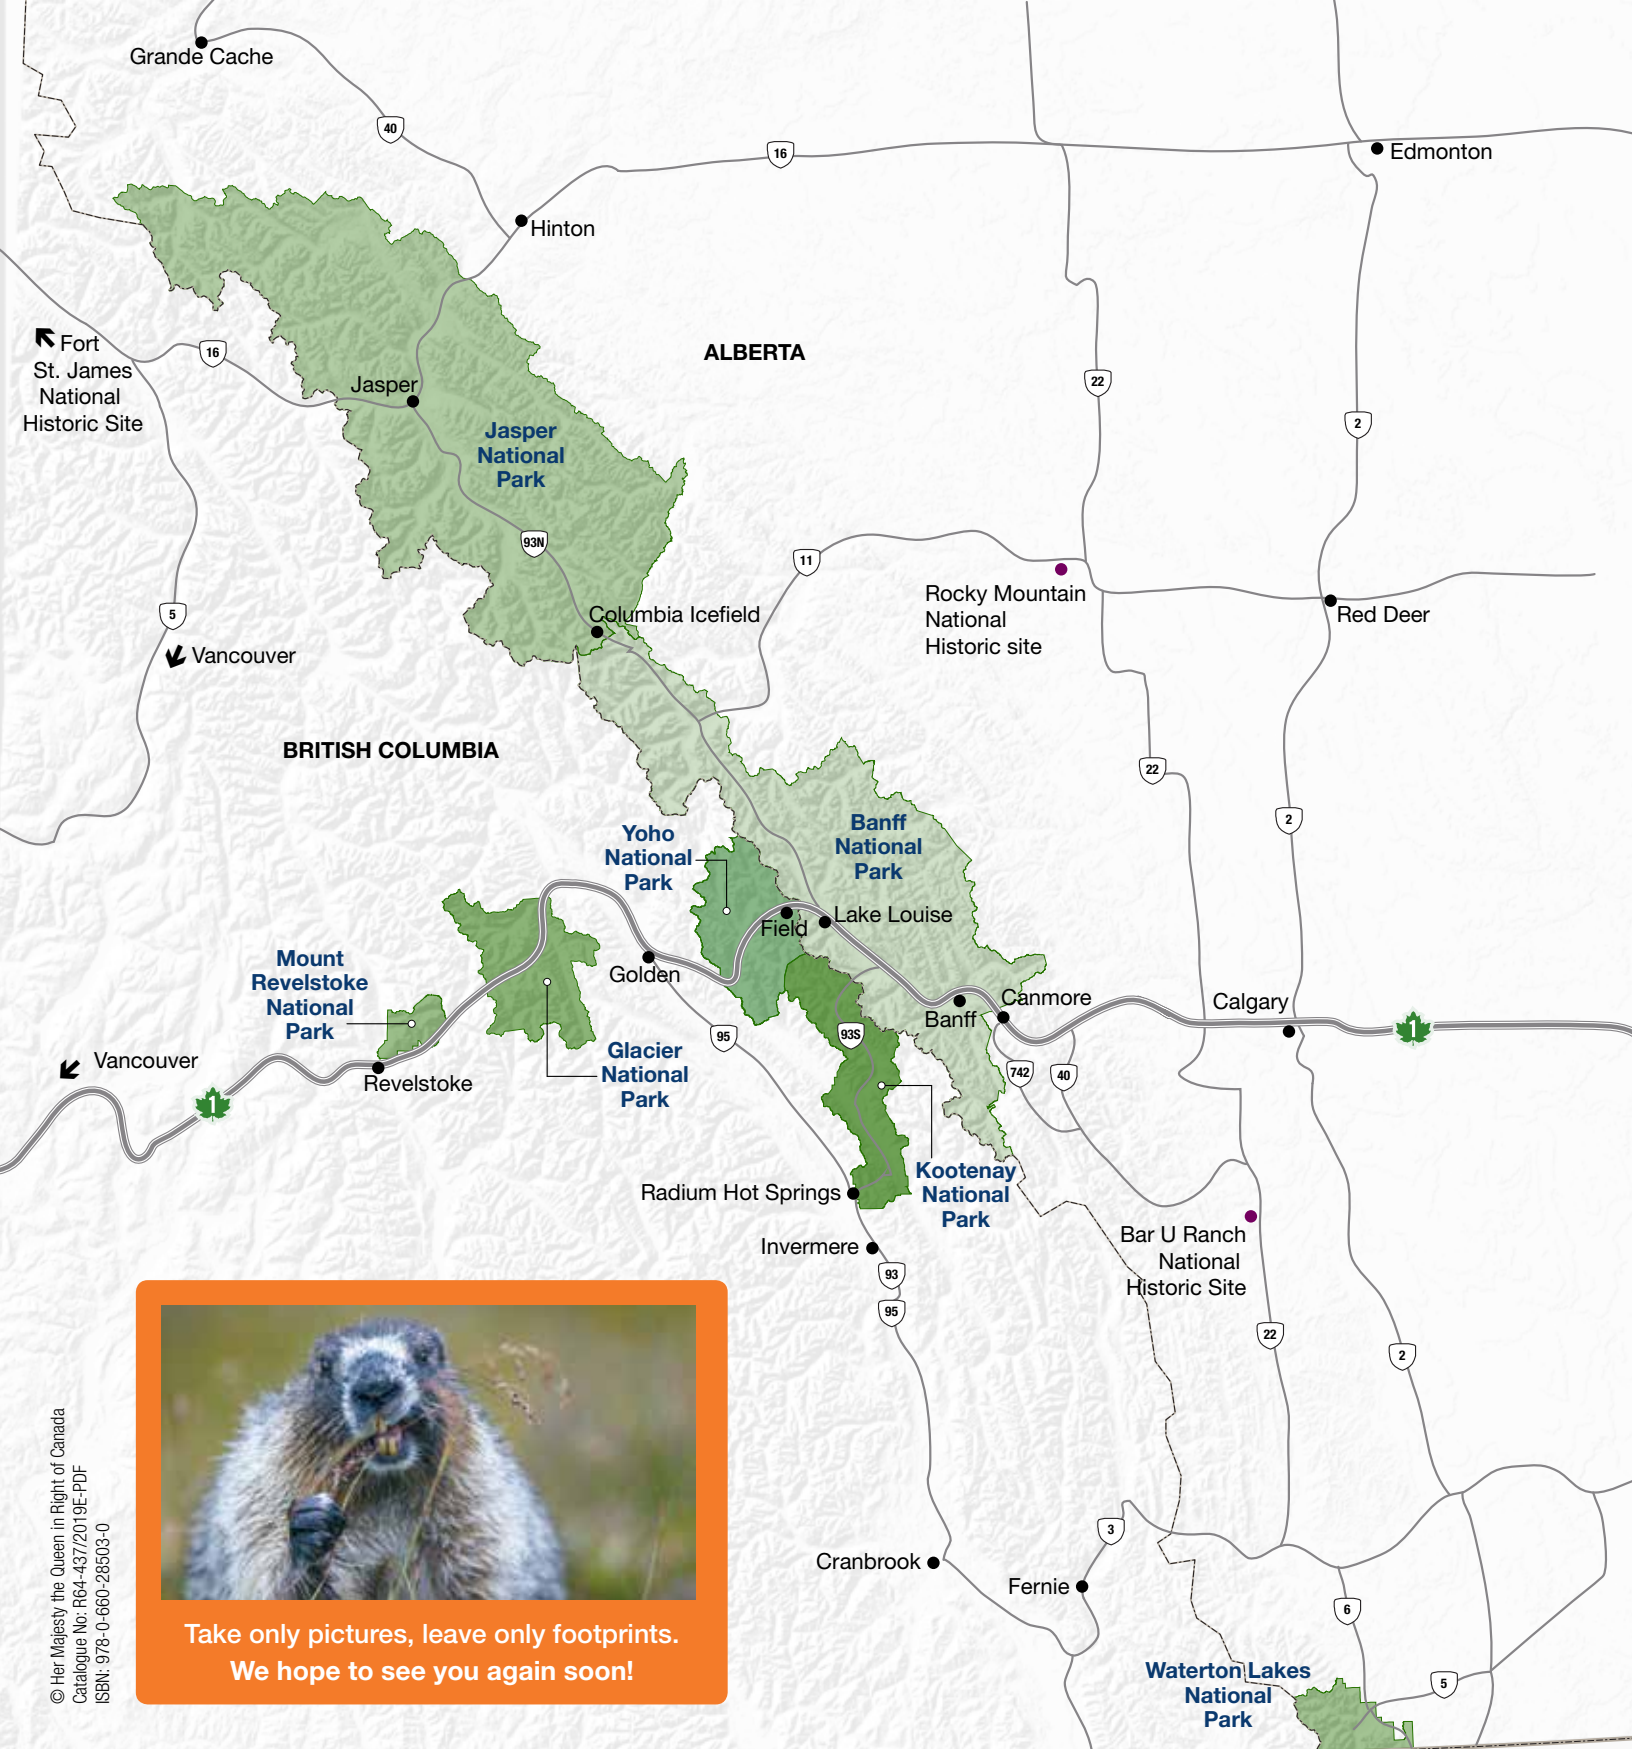 Grande Cache
40
16
Edmonton
Hinton
Fort
St. James
National
Historic Site
16
ALBERTA
Jasper
22
Jasper
National
Park
2
93N
11
Rocky Mountain
National
Historic site
Columbia Icefield
Red Deer
5
Vancouver
BRITISH COLUMBIA
22
2
Yoho
National
Park
Banff
National
Park
Lake Louise
Field
Mount
Revelstoke
National
Park
Golden
Canmore
Banff
Calgary
1
95
93S
Glacier
National
Park
Vancouver
Revelstoke
1
742
40
Kootenay
National
Park
Radium Hot Springs
Bar U Ranch
National
Historic Site
Invermere
93
95
22
2
3
Cranbrook
Fernie
6
Waterton Lakes
National
Park
5
Take only pictures, leave only footprints.
We hope to see you again soon!
© Her Majesty the Queen in Right of Canada
Catalogue No: R64-437/2019E-PDF
ISBN: 978-0-660-28503-0